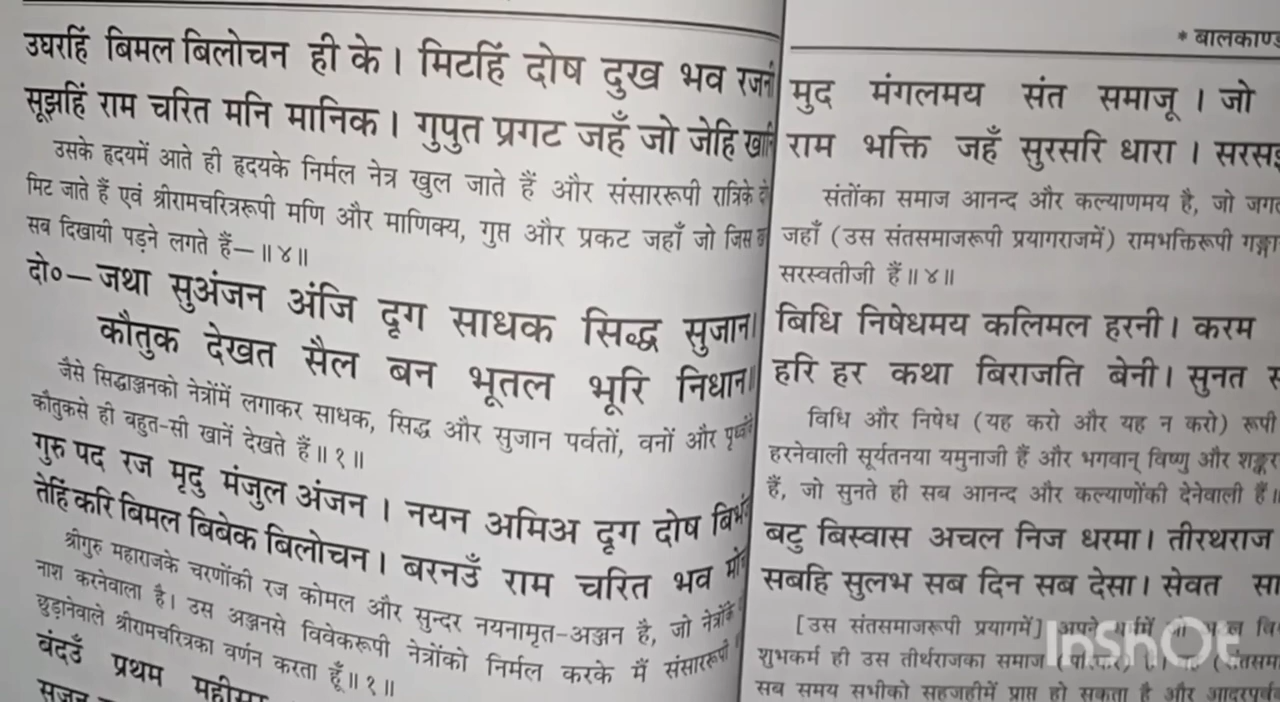 उघरहिं बिमल बिलोचन ही के। मिटहिं दोष दुख भव रजनी
सूझहिं राम चरित मनि मानिक। गुपुत प्रगट जहँ जो जेहि खानि
उसके हृदयमें आते ही हृदयके निर्मल नेत्र खुल जाते हैं और संसाररूपी रात्रिके
मिट जाते हैं एवं श्रीरामचरित्ररूपी मणि और माणिक्य, गुप्त और प्रकट जहाँ जो जिस
सब दिखायी पड़ने लगते हैं—॥४॥
दो०—जथा सुअंजन अंजि दृग साधक सिद्ध सुजान।
कौतुक देखत सैल बन भूतल भूरि निधान॥
जैसे सिद्धाञ्जनको नेत्रोंमें लगाकर साधक, सिद्ध और सुजान पर्वतों, वनों और
कौतुकसे ही बहुत-सी खानें देखते हैं॥१॥
गुरु पद रज मृदु मंजुल अंजन। नयन अमिअ दृग दोष
तेहिं करि बिमल बिबेक बिलोचन। बरनउँ राम चरित भव
श्रीगुरु महाराजके चरणोंकी रज कोमल और सुन्दर नयनामृत-अञ्जन है, जो नेत्रोंके
नाश करनेवाला है। उस अञ्जनसे विवेकरूपी नेत्रोंको निर्मल करके मैं संसाररूपी
छुड़ानेवाले श्रीरामचरित्रका वर्णन करता हूँ॥१॥
बंदउँ प्रथम
* बालकाण्ड
मुद मंगलमय संत समाजू। जो
राम भक्ति जहँ सुरसरि धारा। सरसइ
संतोंका समाज आनन्द और कल्याणमय है, जो जगत
जहाँ (उस संतसमाजरूपी प्रयागराजमें) रामभक्तिरूपी गङ्गा
सरस्वतीजी हैं॥४॥
बिधि निषेधमय कलिमल हरनी। करम
हरि हर कथा बिराजति बेनी। सुनत
विधि और निषेध (यह करो और यह न करो) रूपी
हरनेवाली सूर्यतनया यमुनाजी हैं और भगवान् विष्णु और शङ्कर
हैं, जो सुनते ही सब आनन्द और कल्याणोंकी देनेवाली हैं॥
बटु बिस्वास अचल निज धरमा। तीरथराज
सबहि सुलभ सब दिन सब देसा। सेवत सा
[उस संतसमाजरूपी प्रयागमें]
शुभकर्म ही उस तीर्थराजका समाज
सब समय सभीको सहजहीमें प्राप्त हो सकता है और आदरपूर्वक
InShOt